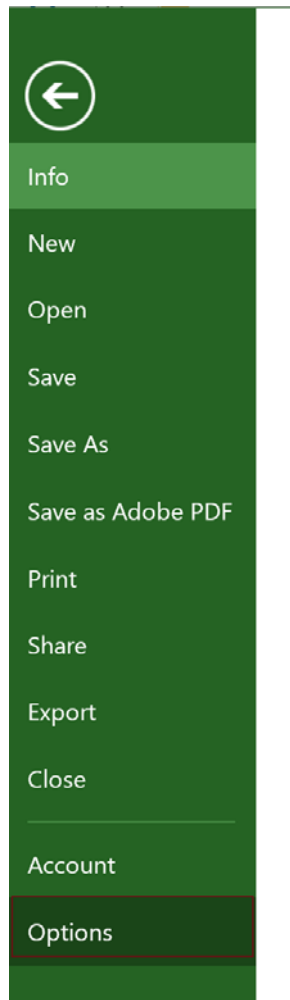 Info
New
Open
Save
Save As
Save as Adobe PDF
Print
Share
Export
Close
Account
Options